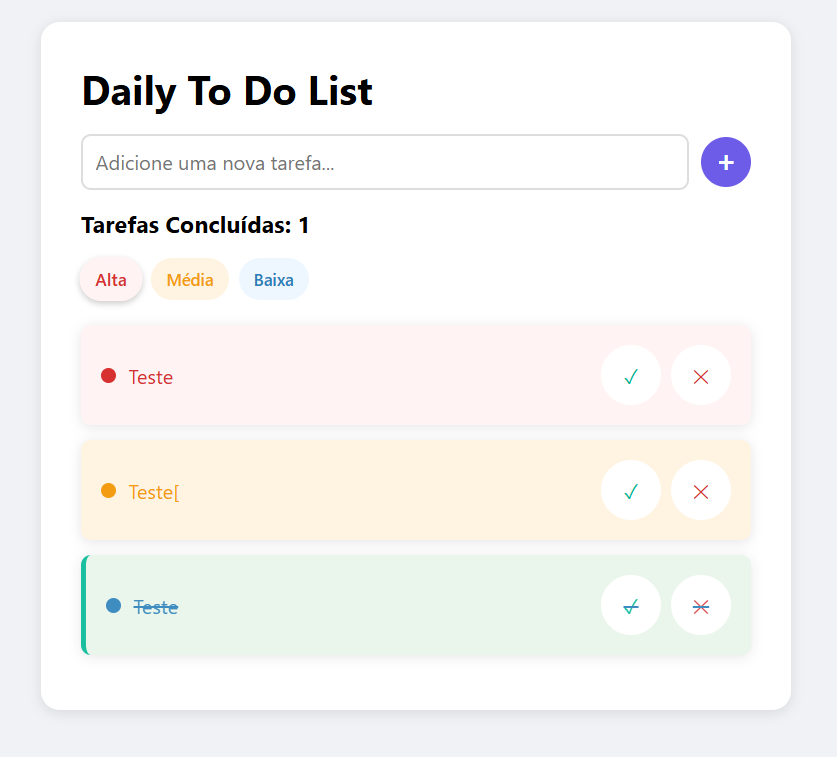 Daily To Do List
Adicione uma nova tarefa...
+
Tarefas Concluídas: 1
Alta Média Baixa
Teste ✓ ✕
Teste[ ✓ ✕
Teste ✓ ✕